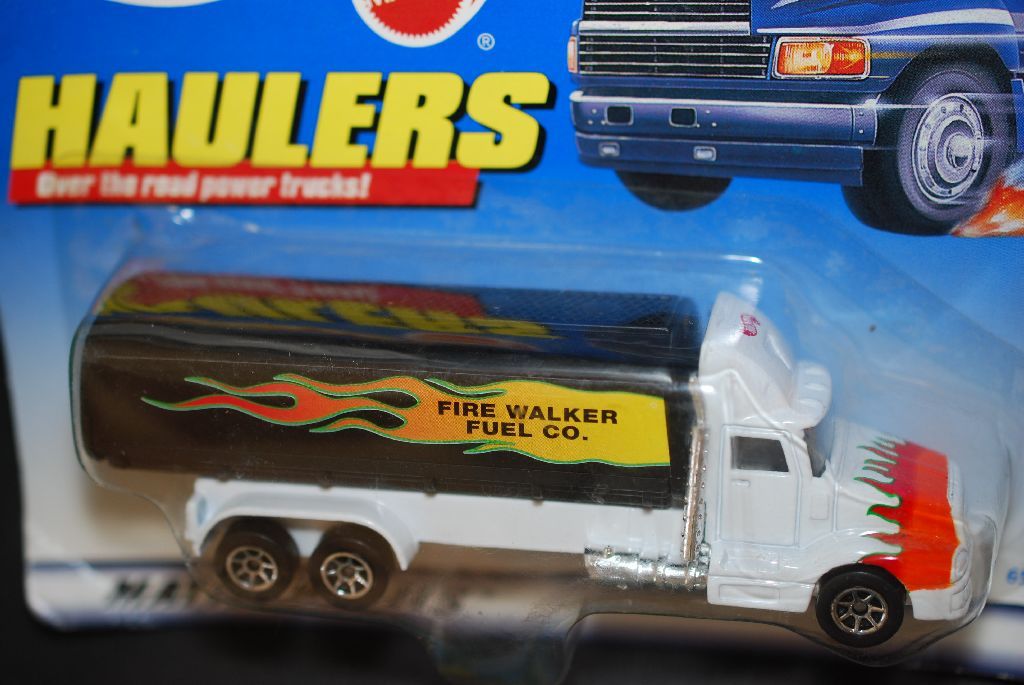 ®
HAULERS
Over the road power trucks!
FIRE WALKER
FUEL CO.